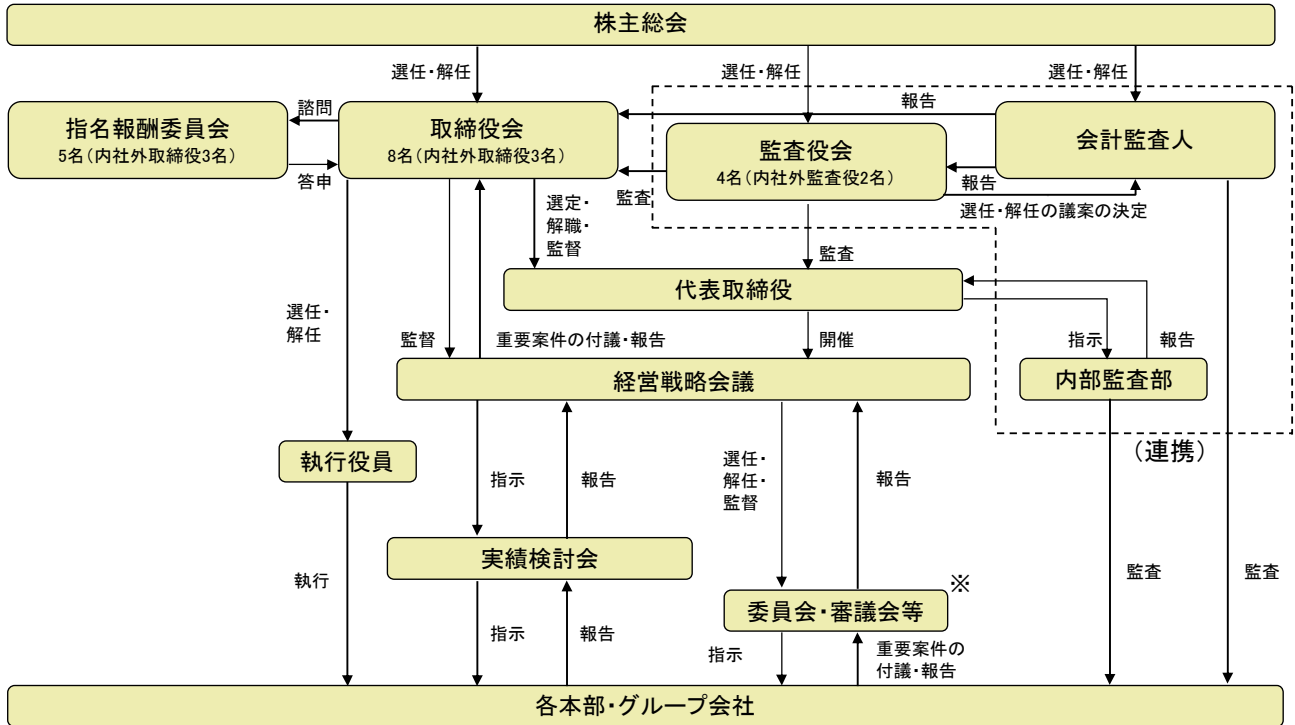 株主総会
選任・解任
選任・解任
選任・解任
指名報酬委員会
5名(内社外取締役3名)
諮問
答申
取締役会
8名(内社外取締役3名)
報告
監査
監査役会
4名(内社外監査役2名)
報告
選任・解任の議案の決定
会計監査人
選定・
解職・
監督
監査
代表取締役
選任・
解任
監督
重要案件の付議・報告
開催
指示
報告
経営戦略会議
内部監査部
(連携)
執行役員
指示
報告
選任・
解任・
監督
報告
実績検討会
執行
監査
監査
委員会・審議会等
※
指示
報告
指示
重要案件の
付議・報告
各本部・グループ会社